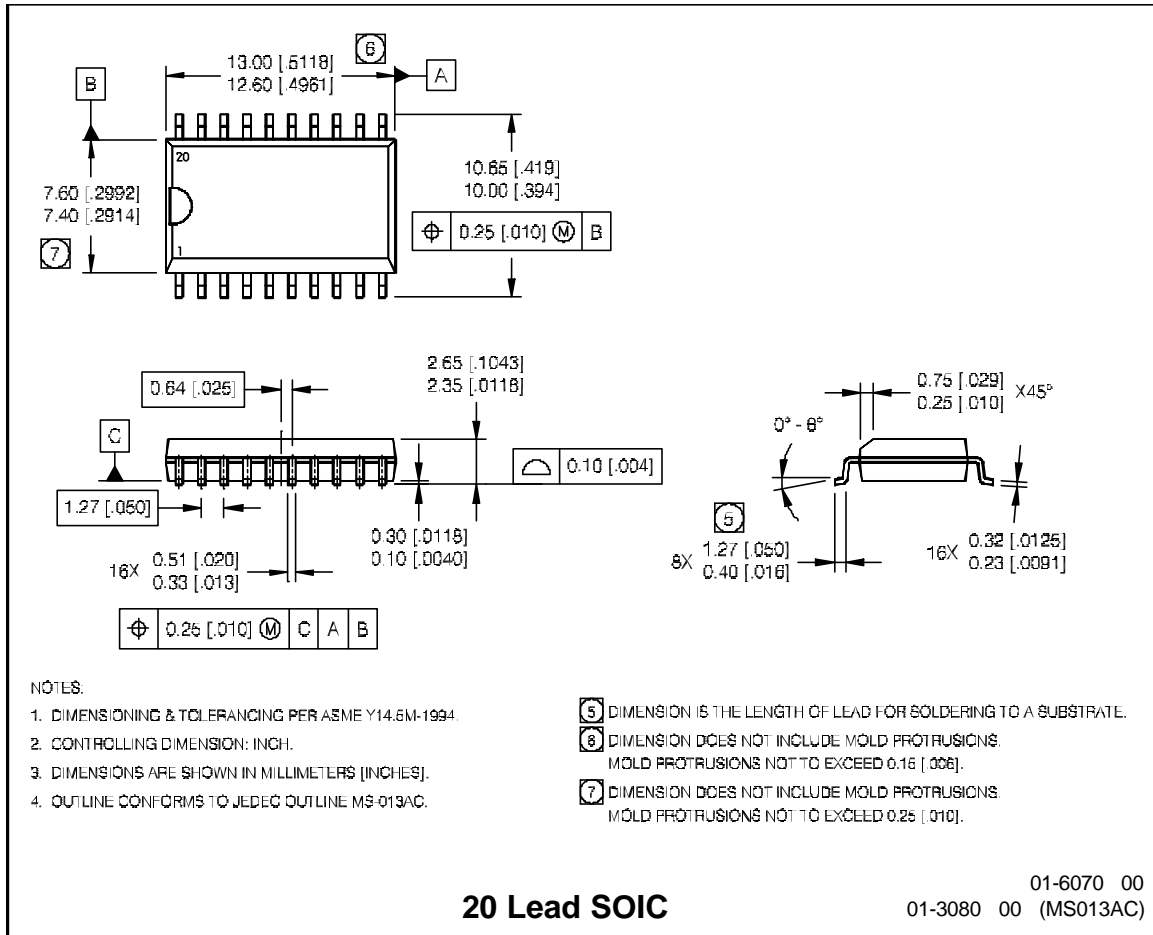 6
13.00 [.5118]
12.60 [.4961]
A
B
20
1
7.60 [.2992]
7.40 [.2914]
7
10.65 [.419]
10.00 [.394]
⌖ 0.25 [.010] Ⓜ B
0.64 [.025]
2.65 [.1043]
2.35 [.0118]
C
⌓ 0.10 [.004]
1.27 [.050]
0.30 [.0118]
0.10 [.0040]
16X 0.51 [.020]
0.33 [.013]
⌖ 0.25 [.010] Ⓜ C A B
0.75 [.029]
0.25 [.010] X45°
0° - 8°
5
8X 1.27 [.050]
0.40 [.016]
16X 0.32 [.0125]
0.23 [.0091]
NOTES:
1. DIMENSIONING & TOLERANCING PER ASME Y14.5M-1994.
2. CONTROLLING DIMENSION: INCH.
3. DIMENSIONS ARE SHOWN IN MILLIMETERS [INCHES].
4. OUTLINE CONFORMS TO JEDEC OUTLINE MS-013AC.
5 DIMENSION IS THE LENGTH OF LEAD FOR SOLDERING TO A SUBSTRATE.
6 DIMENSION DOES NOT INCLUDE MOLD PROTRUSIONS.
MOLD PROTRUSIONS NOT TO EXCEED 0.15 [.006].
7 DIMENSION DOES NOT INCLUDE MOLD PROTRUSIONS.
MOLD PROTRUSIONS NOT TO EXCEED 0.25 [.010].
20 Lead SOIC
01-6070 00
01-3080 00 (MS013AC)